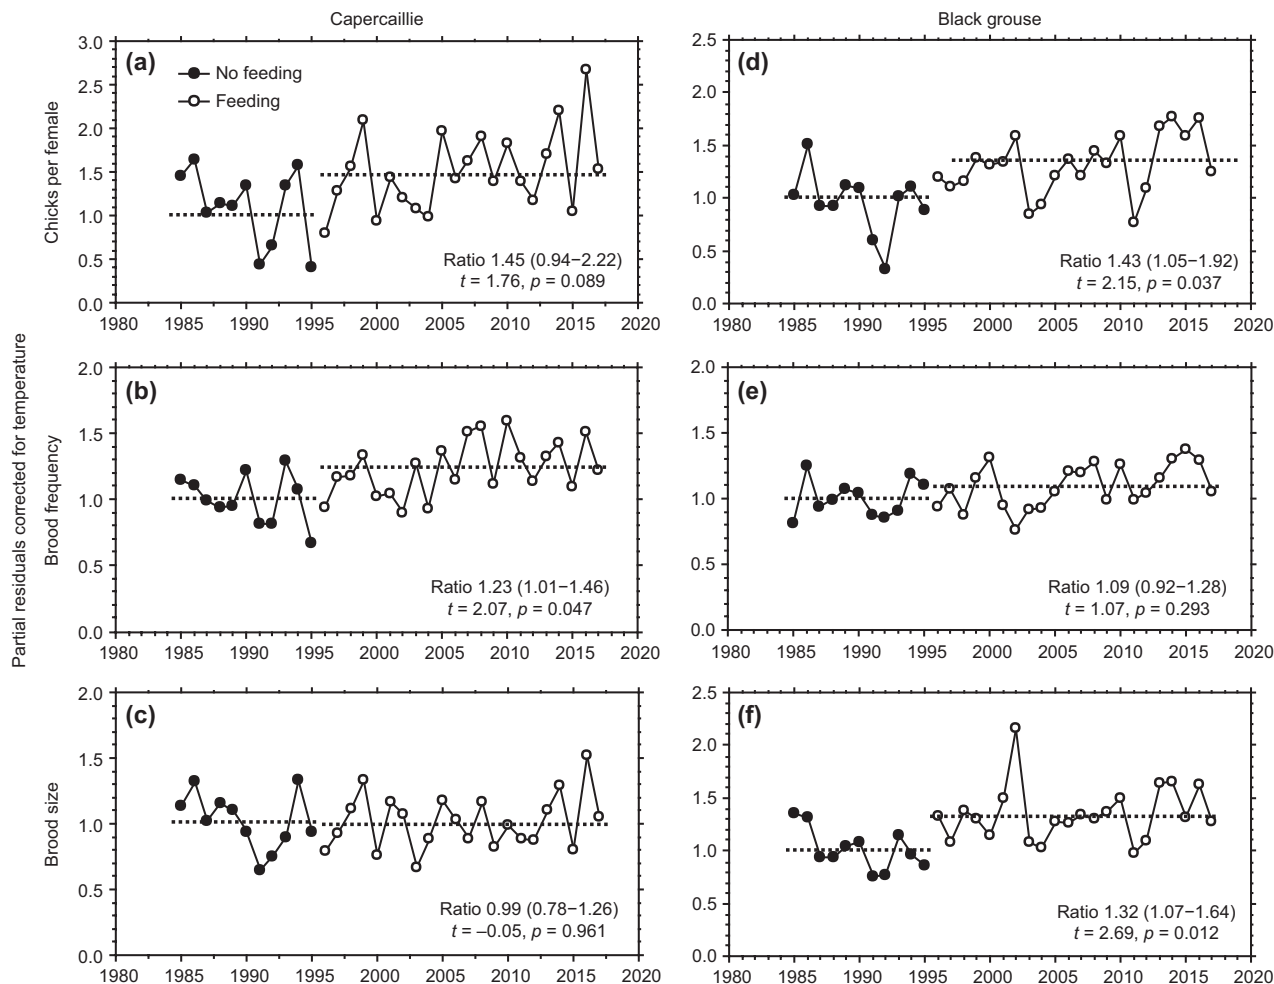 Capercaillie
Black grouse
Partial residuals corrected for temperature
Chicks per female
(a)
No feeding
Feeding
3.0
2.5
2.0
1.5
1.0
0.5
0.0
Ratio 1.45 (0.94−2.22)
t = 1.76, p = 0.089
1980 1985 1990 1995 2000 2005 2010 2015 2020
(d)
2.5
2.0
1.5
1.0
0.5
0.0
Ratio 1.43 (1.05−1.92)
t = 2.15, p = 0.037
1980 1985 1990 1995 2000 2005 2010 2015 2020
Brood frequency
(b)
2.0
1.5
1.0
0.5
0.0
Ratio 1.23 (1.01−1.46)
t = 2.07, p = 0.047
1980 1985 1990 1995 2000 2005 2010 2015 2020
(e)
2.0
1.5
1.0
0.5
0.0
Ratio 1.09 (0.92−1.28)
t = 1.07, p = 0.293
1980 1985 1990 1995 2000 2005 2010 2015 2020
Brood size
(c)
2.0
1.5
1.0
0.5
0.0
Ratio 0.99 (0.78−1.26)
t = –0.05, p = 0.961
1980 1985 1990 1995 2000 2005 2010 2015 2020
(f)
2.5
2.0
1.5
1.0
0.5
0.0
Ratio 1.32 (1.07−1.64)
t = 2.69, p = 0.012
1980 1985 1990 1995 2000 2005 2010 2015 2020